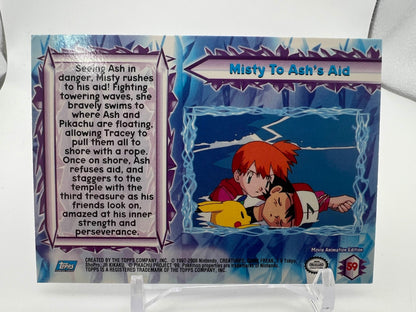 Seeing Ash in
danger, Misty rushes
to his aid! Fighting
towering waves, she
bravely swims to
where Ash and
Pikachu are floating,
allowing Tracey to
pull them all to
shore with a rope.
Once on shore, Ash
refuses aid, and
staggers to the
temple with the
third treasure as his
friends look on,
amazed at his inner
strength and
perseverance.
Misty To Ash's Aid
Movie Animation Edition
59
Topps
CREATED BY THE TOPPS COMPANY, INC.
TOPPS IS A REGISTERED TRADEMARK OF THE TOPPS COMPANY, INC.